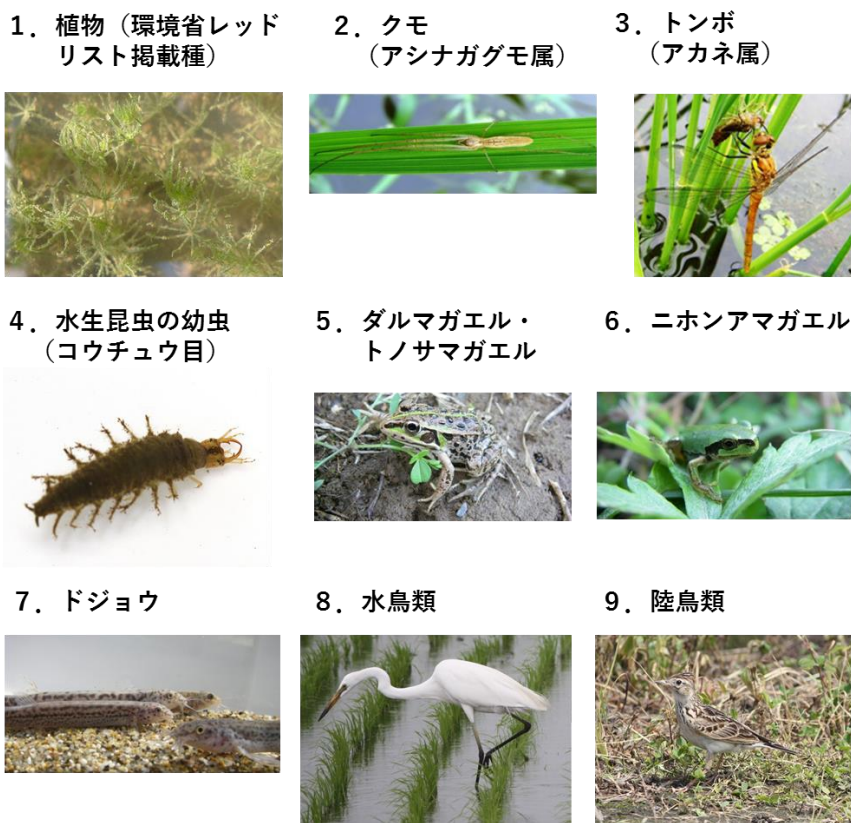 1．植物（環境省レッド
リスト掲載種）
2．クモ
（アシナガグモ属）
3．トンボ
（アカネ属）
4．水生昆虫の幼虫
（コウチュウ目）
5．ダルマガエル・
トノサマガエル
6．ニホンアマガエル
7．ドジョウ
8．水鳥類
9．陸鳥類